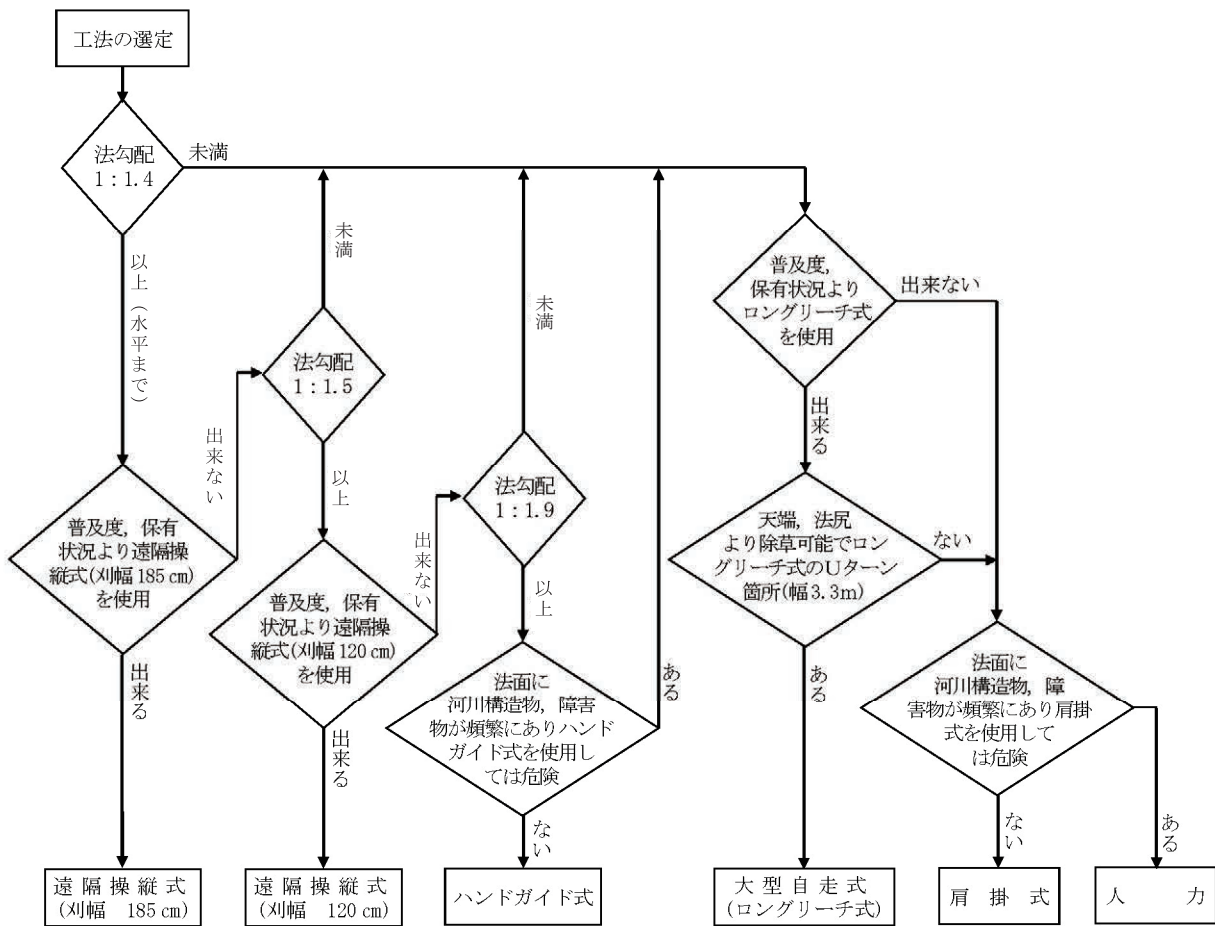 工法の選定
法勾配
1：1.4
未満
以上（水平まで）
普及度，保有
状況より遠隔操
縦式(刈幅185㎝)
を使用
出来ない
出来る
法勾配
1：1.5
未満
以上
普及度，保有
状況より遠隔操
縦式(刈幅120㎝)
を使用
出来ない
出来る
法勾配
1：1.9
未満
以上
法面に
河川構造物，障害
物が頻繁にありハンド
ガイド式を使用し
ては危険
ある
ない
普及度，
保有状況より
ロングリーチ式
を使用
出来ない
出来る
天端，法尻
より除草可能でロン
グリーチ式のUターン
箇所(幅3.3m)
ない
ある
法面に
河川構造物，障
害物が頻繁にあり肩掛
式を使用して
は危険
ない
ある
遠隔操縦式
(刈幅　185㎝)
遠隔操縦式
(刈幅　120㎝)
ハンドガイド式
大型自走式
(ロングリーチ式)
肩掛式
人力